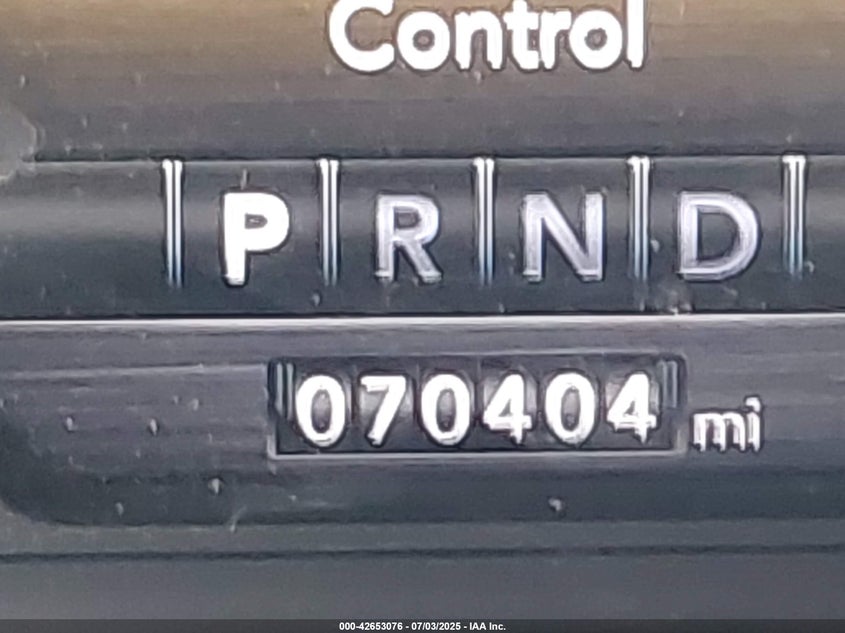 Control
P R N D
070404 mi
000-42653076 - 07/03/2025 - IAA Inc.